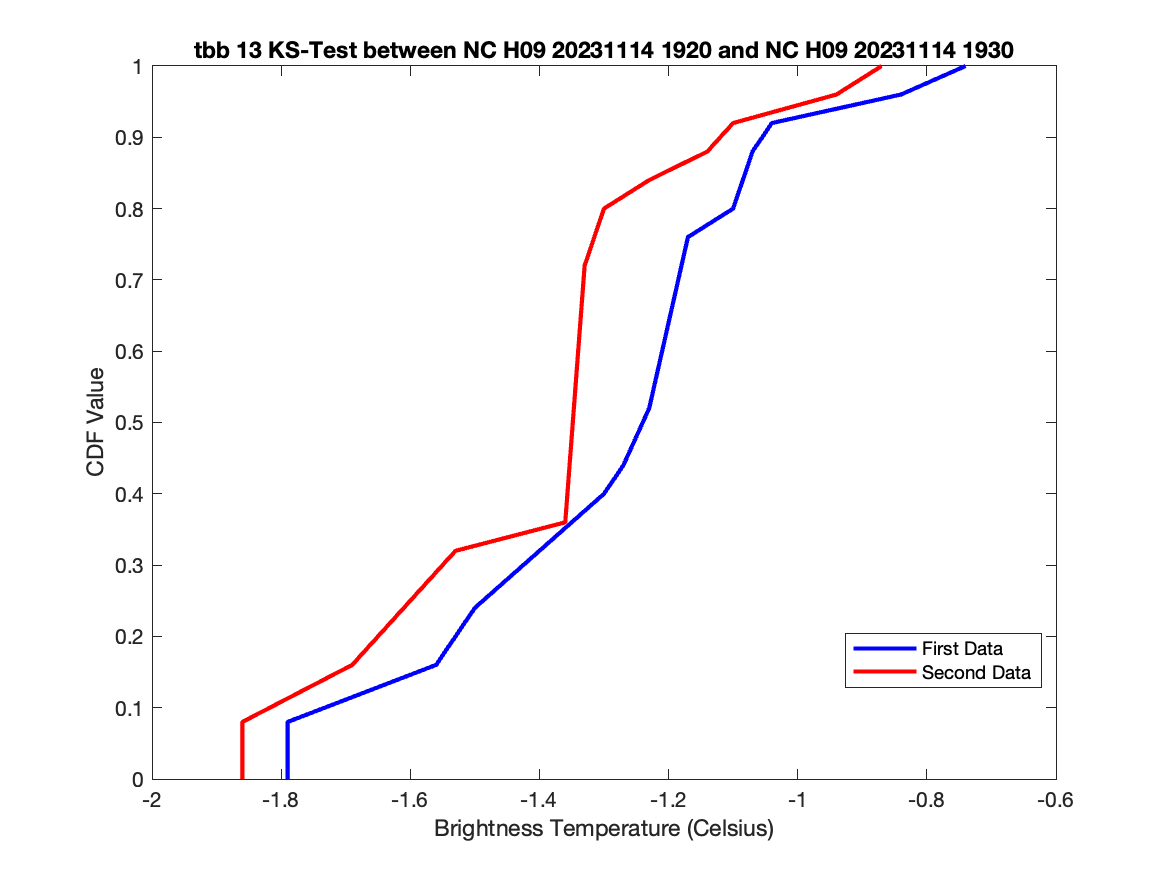 tbb 13 KS-Test between NC H09 20231114 1920 and NC H09 20231114 1930
1
0.9
0.8
0.7
0.6
0.5
0.4
0.3
0.2
0.1
0
CDF Value
First Data
Second Data
-2 -1.8 -1.6 -1.4 -1.2 -1 -0.8 -0.6
Brightness Temperature (Celsius)